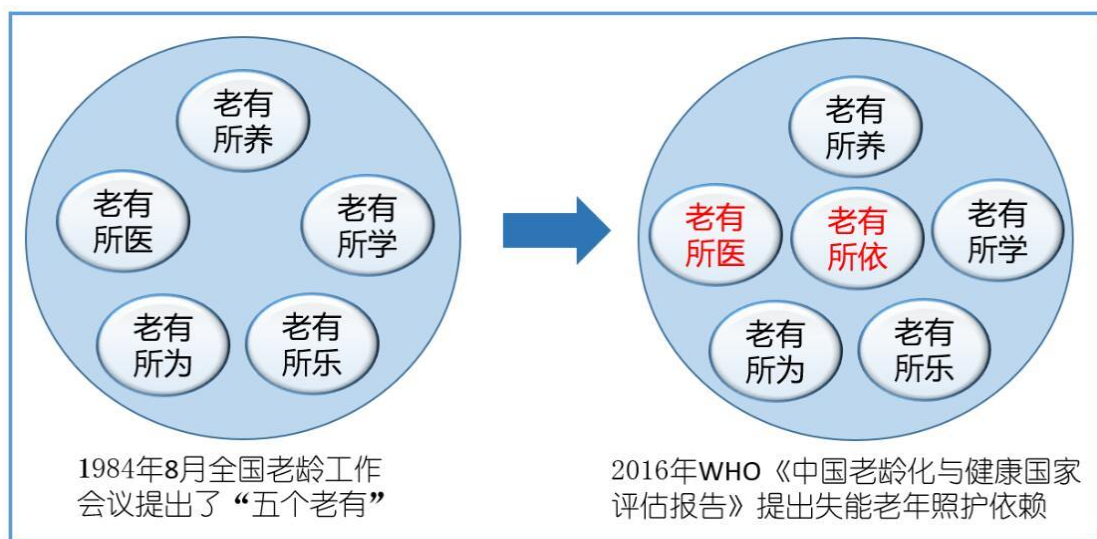 老有
所养
老有
所医
老有
所学
老有
所为
老有
所乐
1984年8月全国老龄工作
会议提出了“五个老有”
老有
所养
老有
所医
老有
所依
老有
所学
老有
所为
老有
所乐
2016年WHO《中国老龄化与健康国家
评估报告》提出失能老年照护依赖